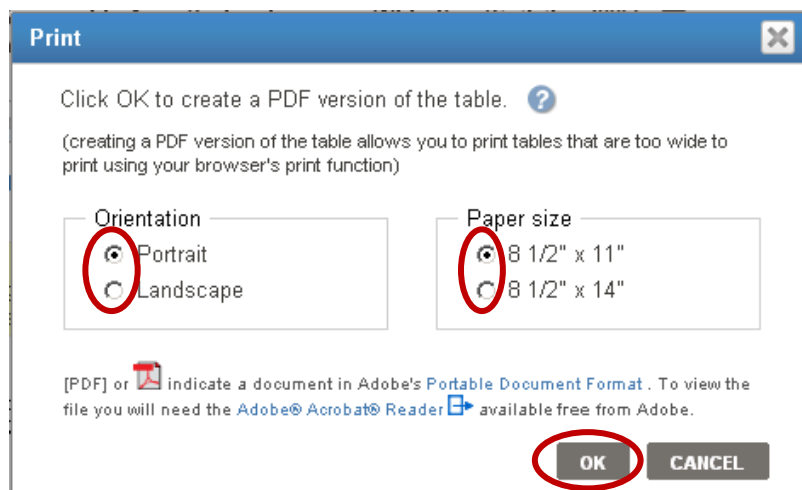 Print
Click OK to create a PDF version of the table. ?
(creating a PDF version of the table allows you to print tables that are too wide to
print using your browser's print function)
Orientation
Portrait
Landscape
Paper size
8 1/2" x 11"
8 1/2" x 14"
[PDF] or indicate a document in Adobe's Portable Document Format . To view the
file you will need the Adobe® Acrobat® Reader available free from Adobe.
OK CANCEL